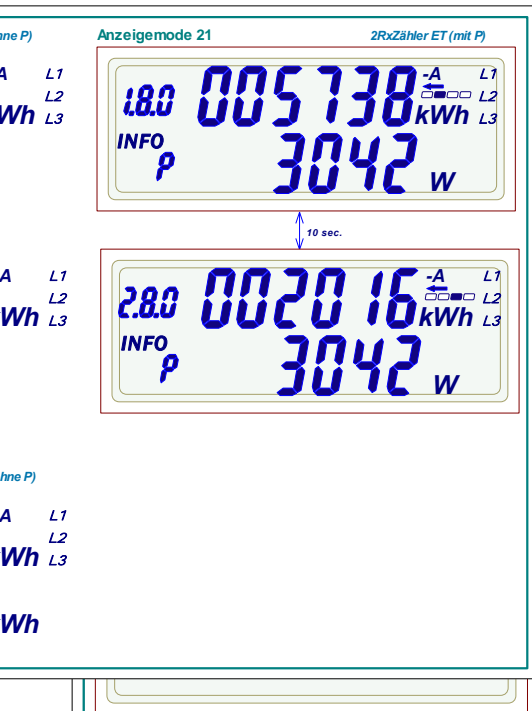 hne P)
A L1
L2
Wh L3
Anzeigemode 21 2RxZähler ET (mit P)
1.8.0 005738 -A L1
kWh L2
L3
INFO
P 3042 W
10 sec.
A L1
L2
Wh L3
2.8.0 002016 -A L1
kWh L2
L3
INFO
P 3042 W
hne P)
A L1
L2
Wh L3
Wh